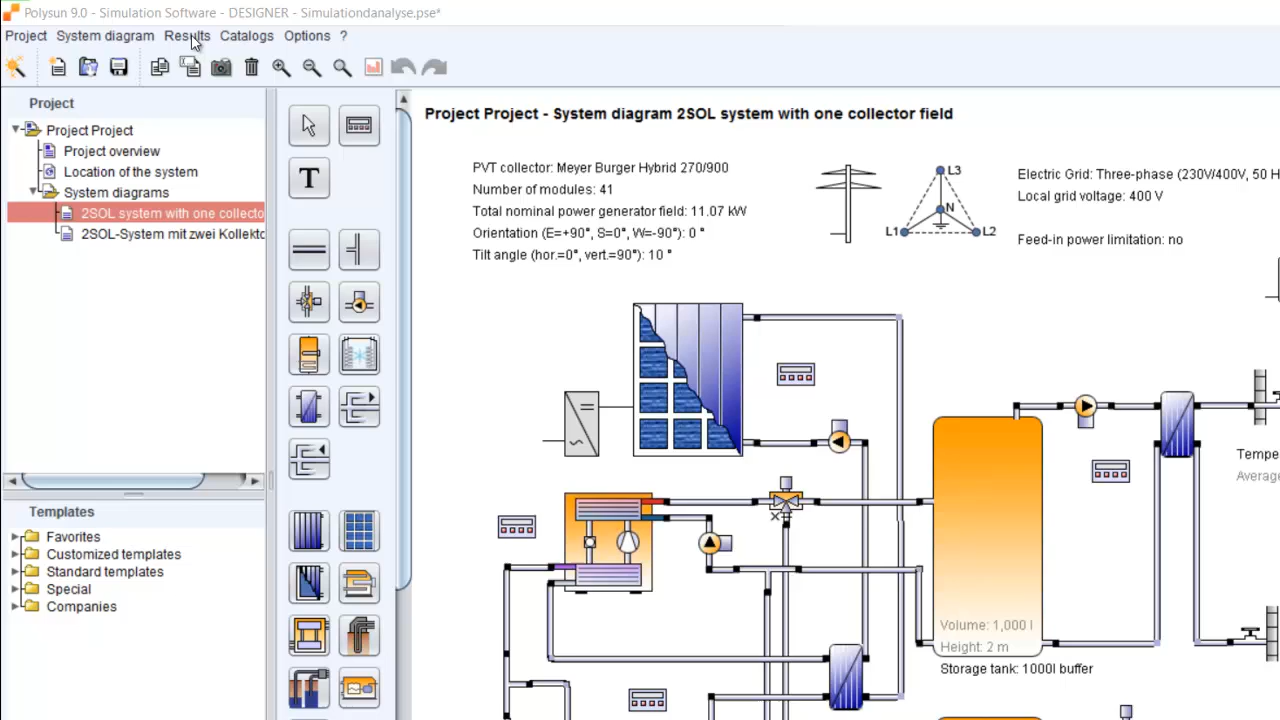 Polysun 9.0 - Simulation Software - DESIGNER - Simulationdanalyse.pse*
Project System diagram Results Catalogs Options ?
Project
Project Project
Project overview
Location of the system
System diagrams
2SOL system with one collecto
2SOL-System mit zwei Kollekto
T
Templates
Favorites
Customized templates
Standard templates
Special
Companies
Project Project - System diagram 2SOL system with one collector field
PVT collector: Meyer Burger Hybrid 270/900
Number of modules: 41
Total nominal power generator field: 11.07 kW
Orientation (E=+90°, S=0°, W=-90°): 0 °
Tilt angle (hor.=0°, vert.=90°): 10 °
L3
N
L1
L2
Electric Grid: Three-phase (230V/400V, 50 H
Local grid voltage: 400 V
Feed-in power limitation: no
Tempe
Average
Volume: 1,000 l
Height: 2 m
Storage tank: 1000l buffer